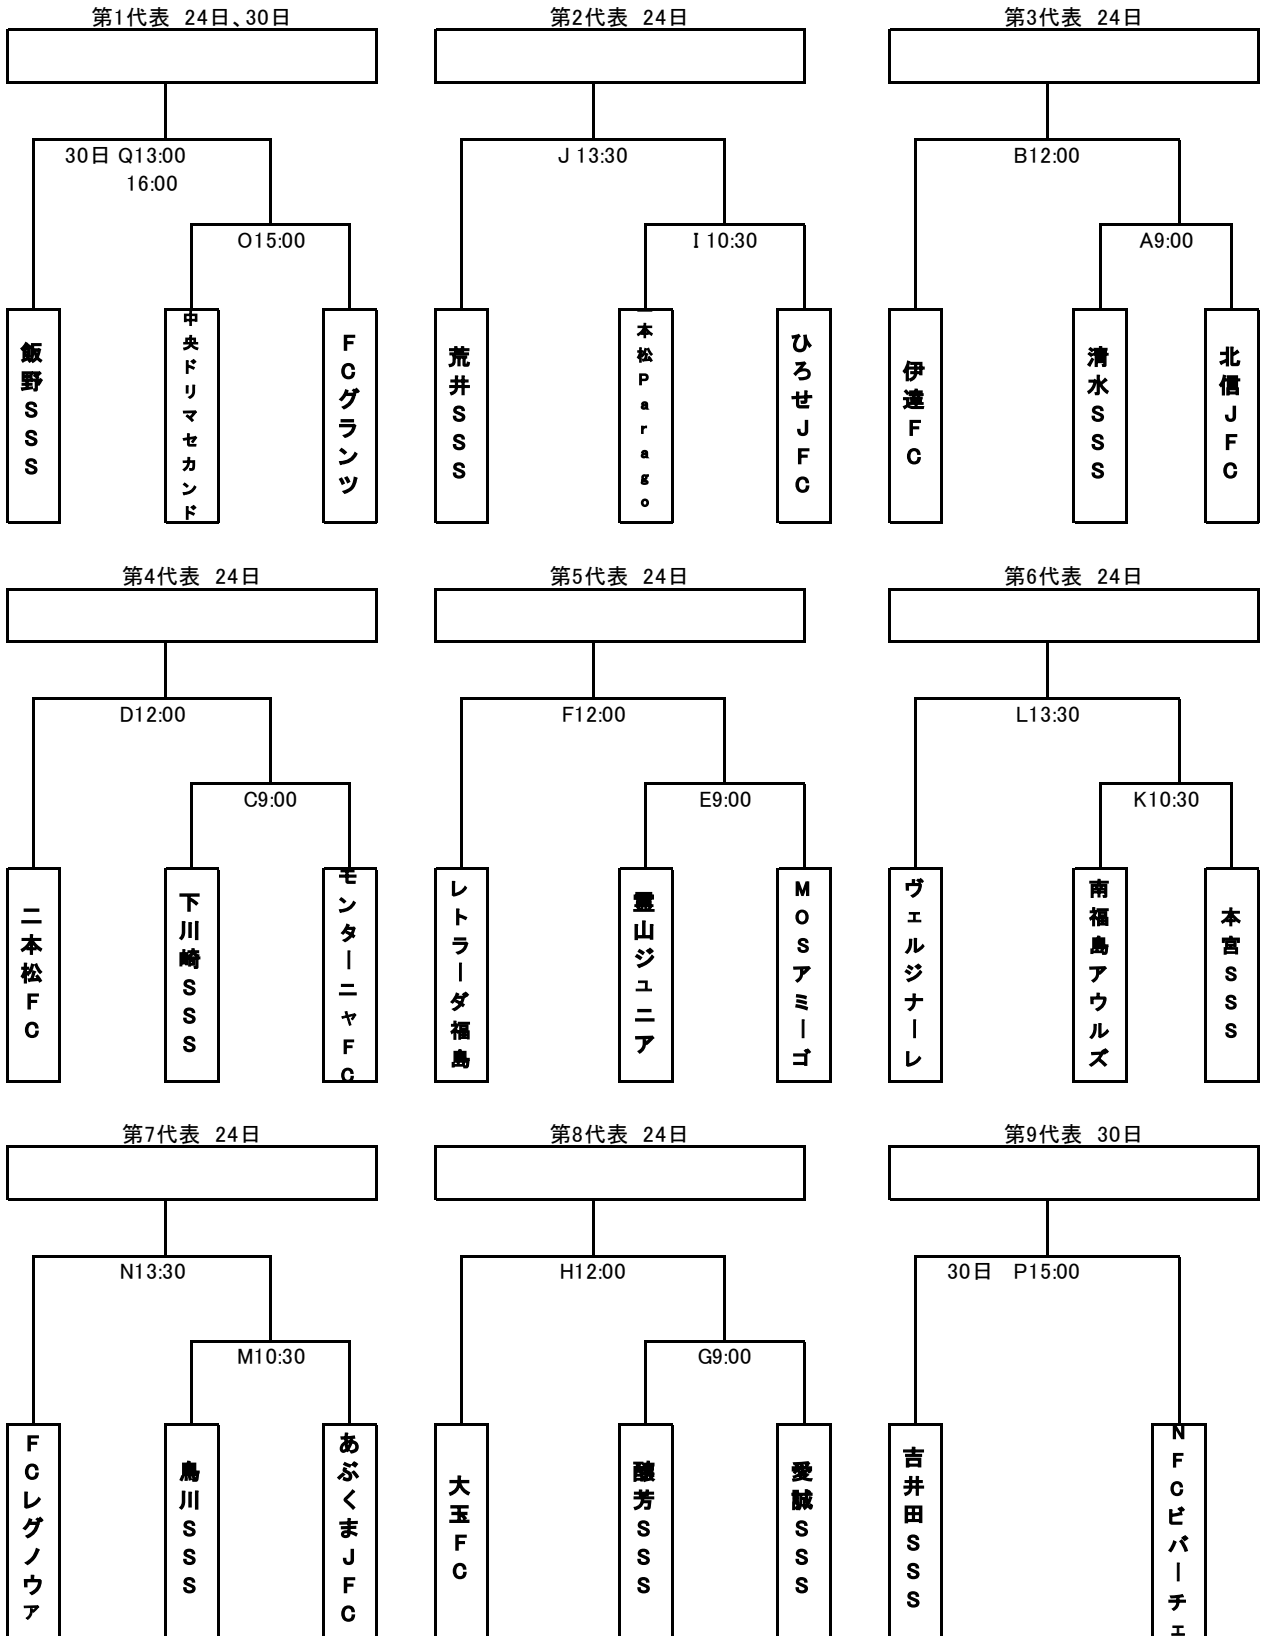 第1代表 24日、30日
第2代表 24日
第3代表 24日
30日 Q13:00
16:00
J 13:30
B12:00
O15:00
I 10:30
A9:00
飯野SSS
中央ドリマセカンド
FCグランツ
荒井SSS
二本松Parago
ひろせJFC
伊達FC
清水SSS
北信JFC
第4代表 24日
第5代表 24日
第6代表 24日
D12:00
F12:00
L13:30
C9:00
E9:00
K10:30
二本松FC
下川崎SSS
モンターニャFC
レトラーダ福島
霊山ジュニア
MOSアミーゴ
ヴェルジナーレ
南福島アウルズ
本宮SSS
第7代表 24日
第8代表 24日
第9代表 30日
N13:30
H12:00
30日 P15:00
M10:30
G9:00
FCレグノウァ
鳥川SSS
あぶくまJFC
大玉FC
醸芳SSS
愛誠SSS
吉井田SSS
NFCビバーチェ